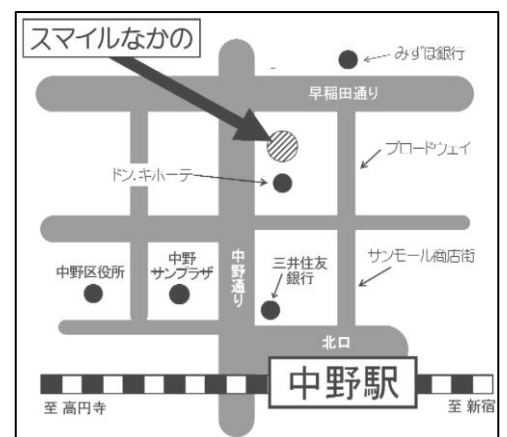 スマイルなかの
みずほ銀行
早稲田通り
ブロードウェイ
ドン.キホーテ
中野区役所
中野
サンプラザ
中野通り
三井住友
銀行
サンモール商店街
北口
中野駅
至 高円寺
至 新宿